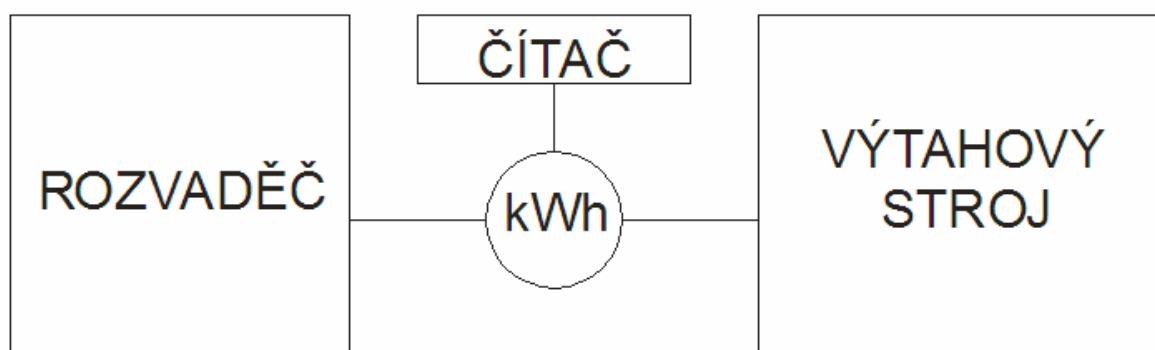 ROZVADĚČ
ČÍTAČ
kWh
VÝTAHOVÝ
STROJ